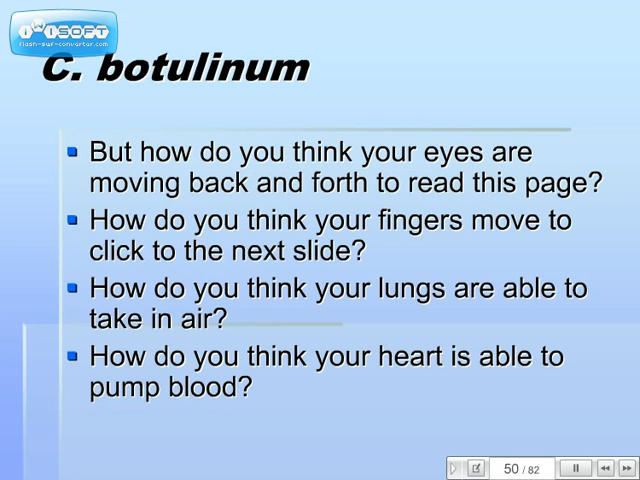 iWiSOFT
flash-swf-converter.com
C. botulinum
But how do you think your eyes are
moving back and forth to read this page?
How do you think your fingers move to
click to the next slide?
How do you think your lungs are able to
take in air?
How do you think your heart is able to
pump blood?
50 / 82